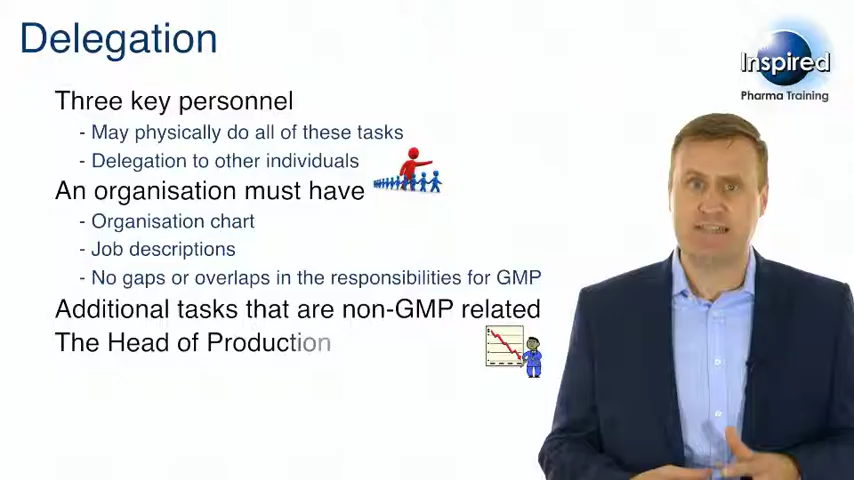 Delegation
Inspired
Pharma Training
Three key personnel
- May physically do all of these tasks
- Delegation to other individuals
An organisation must have
- Organisation chart
- Job descriptions
- No gaps or overlaps in the responsibilities for GMP
Additional tasks that are non-GMP related
The Head of Production